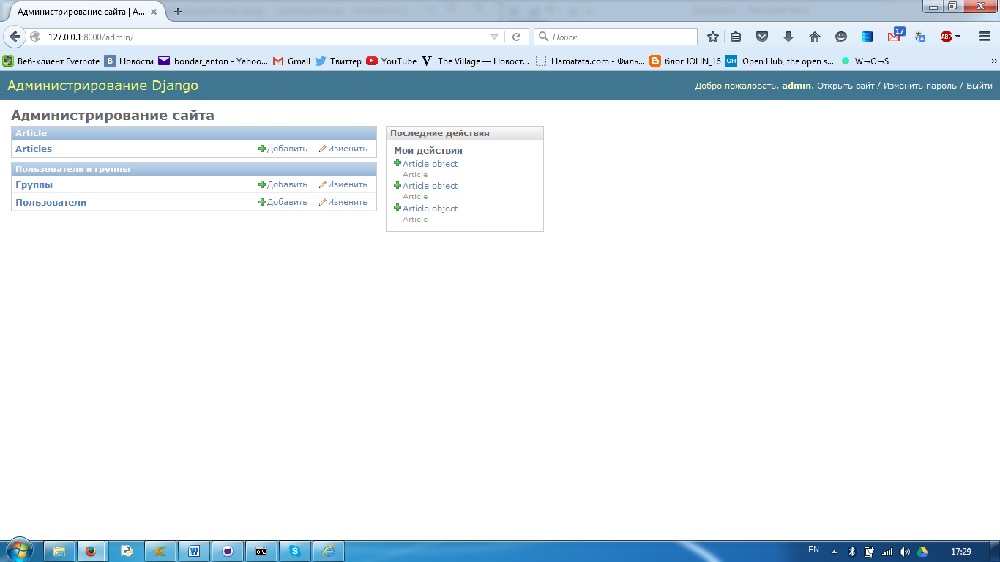 Администрирование сайта | А...
127.0.0.1:8000/admin/
Поиск
17
ABP
Веб-клиент Evernote
B Новости
bondar_anton - Yahoo...
Gmail
Твиттер
YouTube
V The Village — Новост...
Hamatata.com - Филь...
блог JOHN_16
OH Open Hub, the open s...
W→O→S
»
Администрирование Django
Добро пожаловать, admin. Открыть сайт / Изменить пароль / Выйти
Администрирование сайта
Article
Articles Добавить Изменить
Пользователи и группы
Группы Добавить Изменить
Пользователи Добавить Изменить
Последние действия
Мои действия
Article object
Article
Article object
Article
Article object
Article
W
C:\_
S
EN
17:29